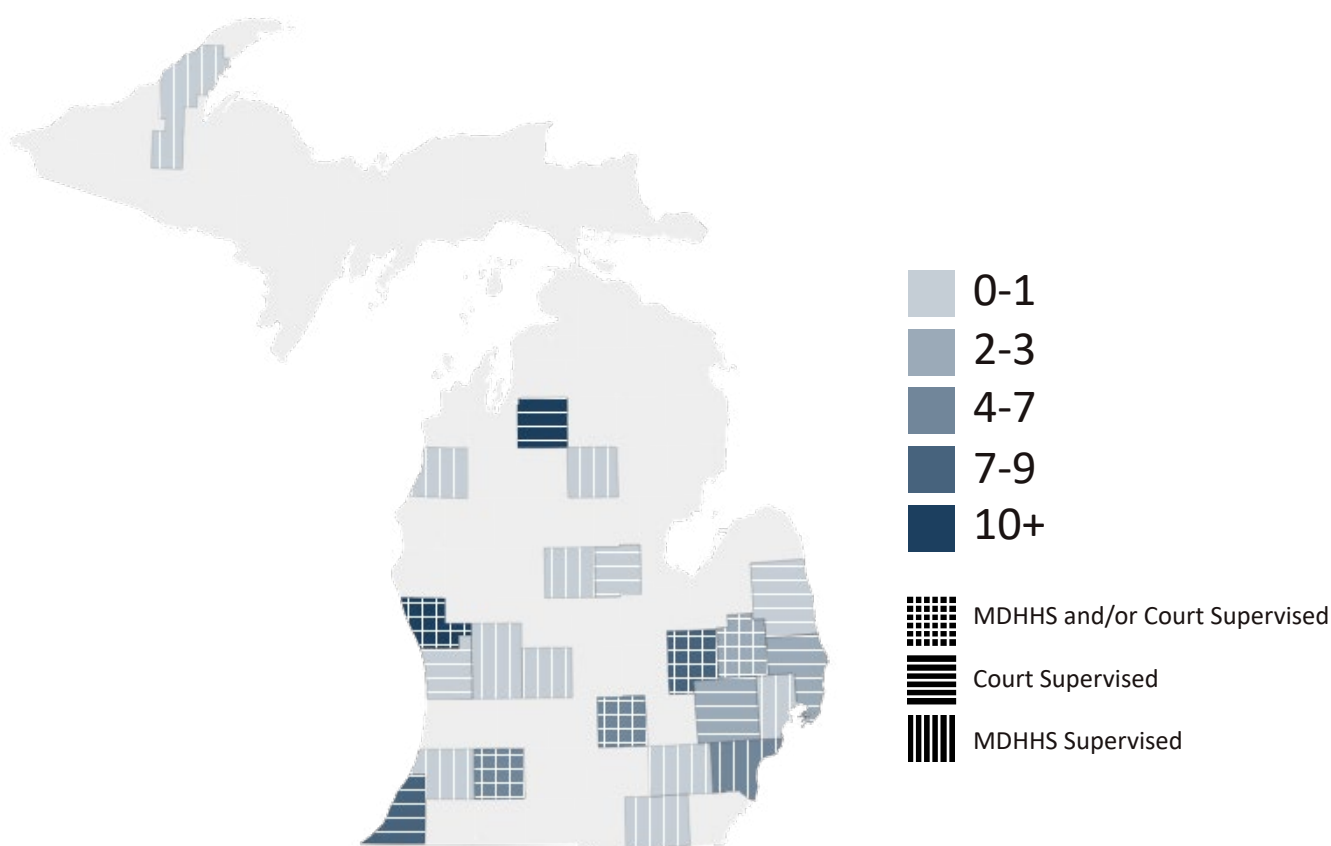 0-1
2-3
4-7
7-9
10+
MDHHS and/or Court Supervised
Court Supervised
MDHHS Supervised